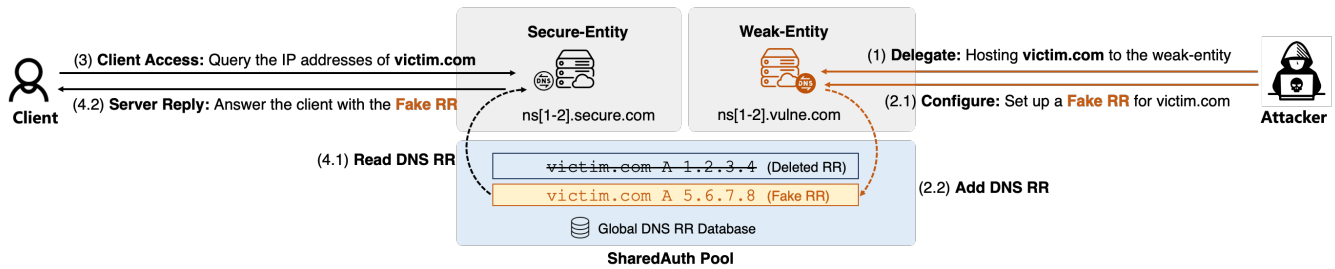 Secure-Entity
Weak-Entity
(3) Client Access: Query the IP addresses of victim.com
(1) Delegate: Hosting victim.com to the weak-entity
DNS
DNS
(4.2) Server Reply: Answer the client with the Fake RR
(2.1) Configure: Set up a Fake RR for victim.com
Client
ns[1-2].secure.com
ns[1-2].vulne.com
Attacker
(4.1) Read DNS RR
victim.com A 1.2.3.4 (Deleted RR)
victim.com A 5.6.7.8 (Fake RR)
(2.2) Add DNS RR
Global DNS RR Database
SharedAuth Pool